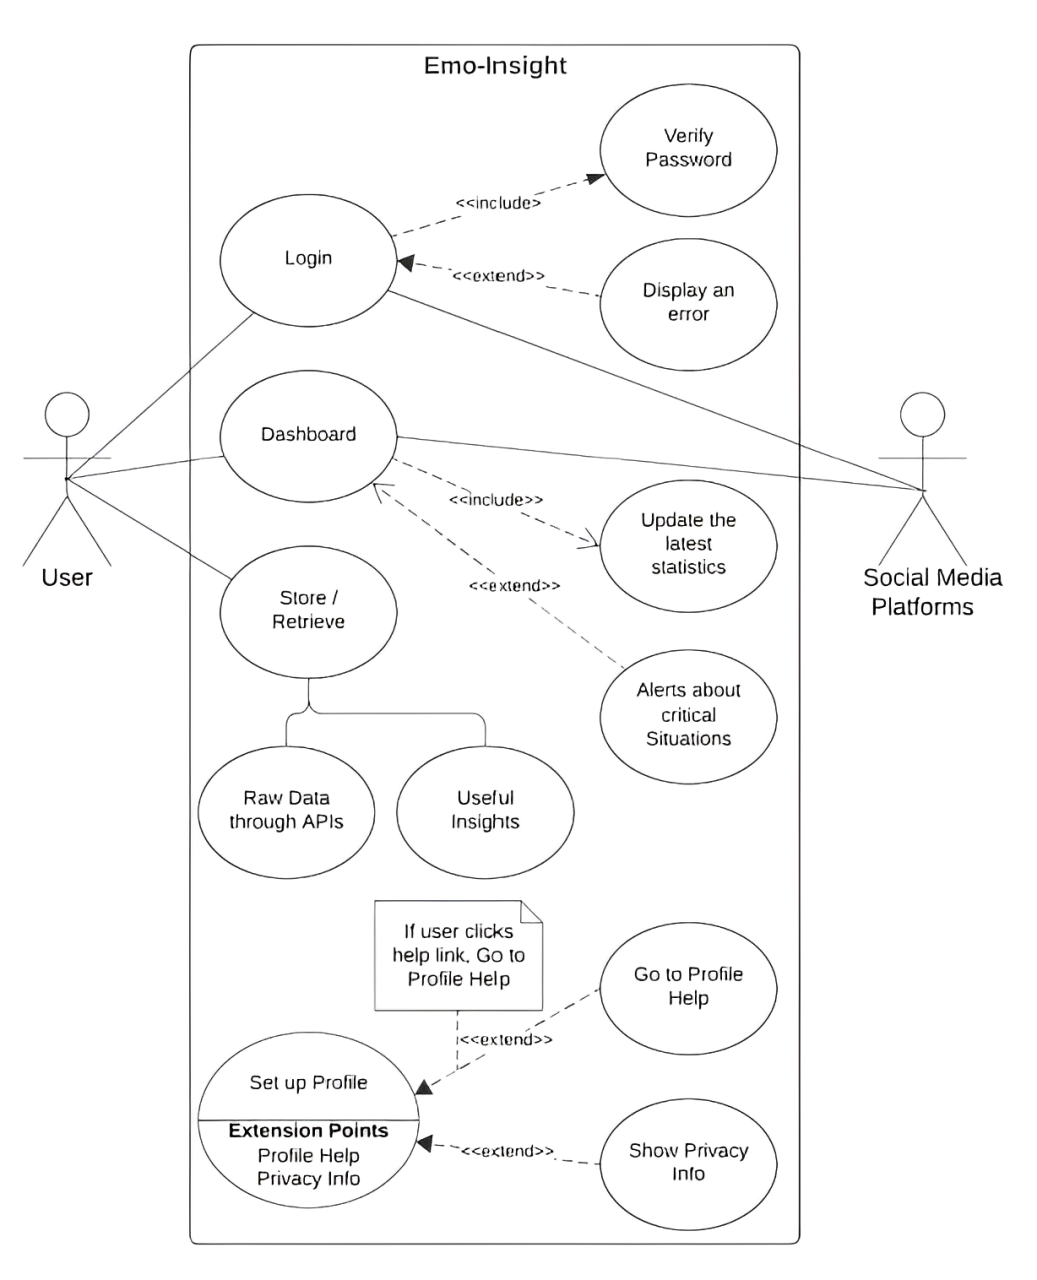 Emo-Insight
Verify
Password
<<include>
Login
<<extend>>
Display an
error
Dashboard
<<include>>
Update the
latest
statistics
User
Social Media
Platforms
<<extend>>
Store /
Retrieve
Alerts about
critical
Situations
Raw Data
through APIs
Useful
Insights
If user clicks
help link, Go to
Profile Help
Go to Profile
Help
<<extend>>
Set up Profile
Extension Points
Profile Help
Privacy Info
<<extend>>
Show Privacy
Info